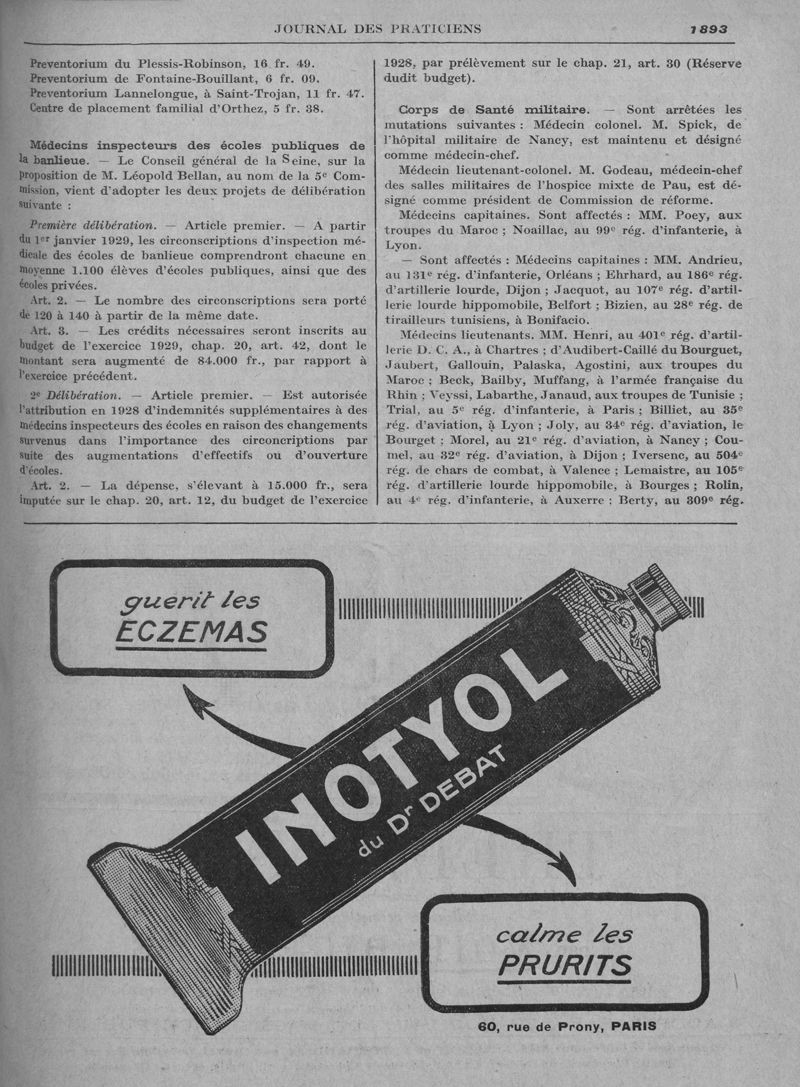 JOURNAL DES PRATICIENS 1893
Preventorium du Plessis-Robinson, 16 fr. 49.
Preventorium de Fontaine-Bouillant, 6 fr. 09.
Preventorium Lannelongue, à Saint-Trojan, 11 fr. 47.
Centre de placement familial d'Orthez, 5 fr. 38.
Médecins inspecteurs des écoles publiques de
la banlieue. — Le Conseil général de la Seine, sur la
proposition de M. Léopold Bellan, au nom de la 5e Com-
mission, vient d'adopter les deux projets de délibération
suivante :
Première délibération. — Article premier. — A partir
du 1er janvier 1929, les circonscriptions d'inspection mé-
dicale des écoles de banlieue comprendront chacune en
moyenne 1.100 élèves d'écoles publiques, ainsi que des
écoles privées.
Art. 2. — Le nombre des circonscriptions sera porté
de 120 à 140 à partir de la même date.
Art. 3. — Les crédits nécessaires seront inscrits au
budget de l'exercice 1929, chap. 20, art. 42, dont le
montant sera augmenté de 84.000 fr., par rapport à
l'exercice précédent.
2e Délibération. — Article premier. — Est autorisée
l'attribution en 1928 d'indemnités supplémentaires à des
médecins inspecteurs des écoles en raison des changements
survenus dans l'importance des circoncriptions par
suite des augmentations d'effectifs ou d'ouverture
d'écoles.
Art. 2. — La dépense, s'élevant à 15.000 fr., sera
imputée sur le chap. 20, art. 12, du budget de l'exercice
1928, par prélèvement sur le chap. 21, art. 30 (Réserve
dudit budget).
Corps de Santé militaire. — Sont arrêtées les
mutations suivantes : Médecin colonel. M. Spick, de
l'hôpital militaire de Nancy, est maintenu et désigné
comme médecin-chef.
Médecin lieutenant-colonel. M. Godeau, médecin-chef
des salles militaires de l'hospice mixte de Pau, est dé-
signé comme président de Commission de réforme.
Médecins capitaines. Sont affectés : MM. Poey, aux
troupes du Maroc ; Noaillac, au 99e rég. d'infanterie, à
Lyon.
— Sont affectés : Médecins capitaines : MM. Andrieu,
au 131e rég. d'infanterie, Orléans ; Ehrhard, au 186e rég.
d'artillerie lourde, Dijon ; Jacquot, au 107e rég. d'artil-
lerie lourde hippomobile, Belfort ; Bizien, au 28e rég. de
tirailleurs tunisiens, à Bonifacio.
Médecins lieutenants. MM. Henri, au 401e rég. d'artil-
lerie D. C. A., à Chartres ; d'Audibert-Caillé du Bourguet,
Jaubert, Gallouin, Palaska, Agostini, aux troupes du
Maroc ; Beck, Bailby, Muffang, à l'armée française du
Rhin ; Veyssi, Labarthe, Janaud, aux troupes de Tunisie ;
Trial, au 5e rég. d'infanterie, à Paris ; Billiet, au 35e
rég. d'aviation, à Lyon ; Joly, au 34e rég. d'aviation, le
Bourget ; Morel, au 21e rég. d'aviation, à Nancy ; Cou-
mel, au 32e rég. d'aviation, à Dijon ; Iversenc, au 504e
rég. de chars de combat, à Valence ; Lemaistre, au 105e
rég. d'artillerie lourde hippomobile, à Bourges ; Rolin,
au 4e rég. d'infanterie, à Auxerre ; Berty, au 309e rég.
guerit les
ECZEMAS
INOTYOL
du Dr DEBAT
calme les
PRURITS
60, rue de Prony, PARIS